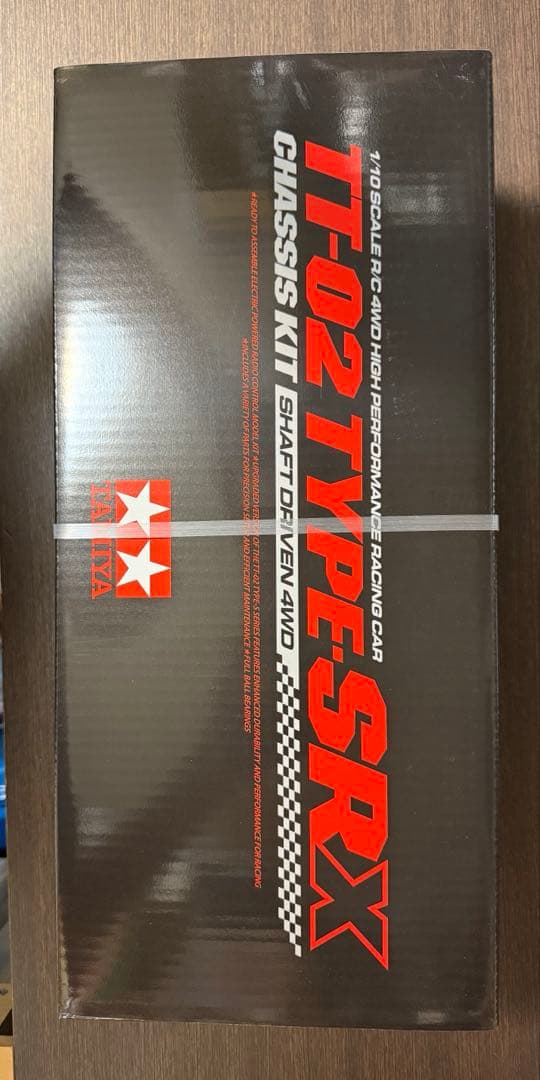 1/10 SCALE R/C 4WD HIGH PERFORMANCE RACING CAR
TT-02 TYPE-SRX
CHASSIS KIT SHAFT DRIVEN 4WD
★READY TO ASSEMBLE ELECTRIC POWERED RADIO CONTROL MODEL KIT ★UPGRADED VERSION OF THE TT-02 TYPE-S SERIES FEATURES ENHANCED DURABILITY AND PERFORMANCE FOR RACING
★INCLUDES A VARIETY OF PARTS FOR PRECISION SETUP AND EFFICIENT MAINTENANCE ★FULL BALL BEARINGS
TAMIYA